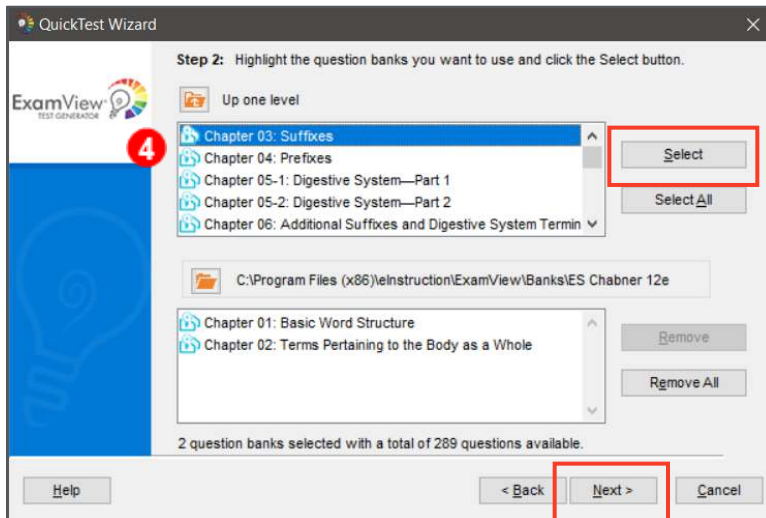 QuickTest Wizard
Step 2: Highlight the question banks you want to use and click the Select button.
ExamView
TEST GENERATOR
Up one level
4
Chapter 03: Suffixes
Chapter 04: Prefixes
Chapter 05-1: Digestive System—Part 1
Chapter 05-2: Digestive System—Part 2
Chapter 06: Additional Suffixes and Digestive System Termin
Select
Select All
C:\Program Files (x86)\eInstruction\ExamView\Banks\ES Chabner 12e
Chapter 01: Basic Word Structure
Chapter 02: Terms Pertaining to the Body as a Whole
Remove
Remove All
2 question banks selected with a total of 289 questions available.
Help
< Back
Next >
Cancel